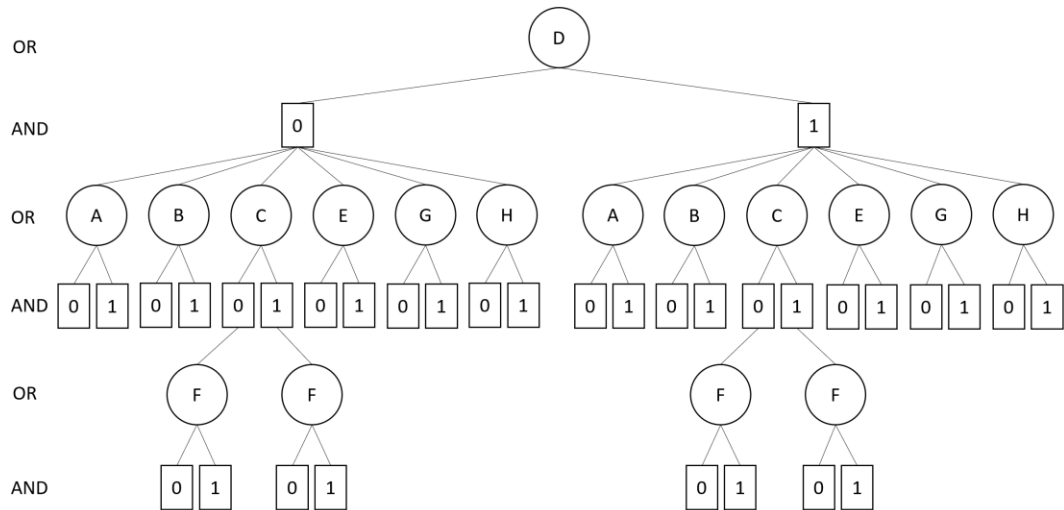 OR D
AND 0 1
OR A B C E G H A B C E G H
AND 0 1 0 1 0 1 0 1 0 1 0 1 0 1 0 1 0 1 0 1 0 1 0 1
OR F F F F
AND 0 1 0 1 0 1 0 1